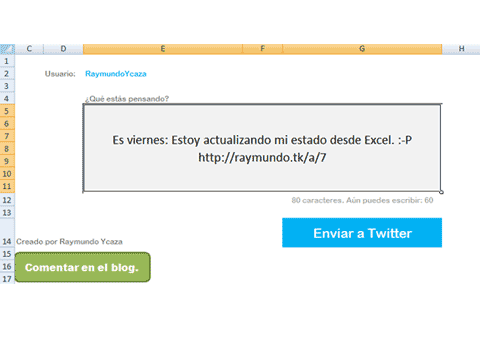 C D E F G H
1
2 Usuario: RaymundoYcaza
3
4 ¿Qué estás pensando?
5
6
7 Es viernes: Estoy actualizando mi estado desde Excel. :-P
8 http://raymundo.tk/a/7
9
10
11
12 80 caracteres. Aún puedes escribir: 60
13
Enviar a Twitter
14 Creado por Raymundo Ycaza
15
16 Comentar en el blog.
17